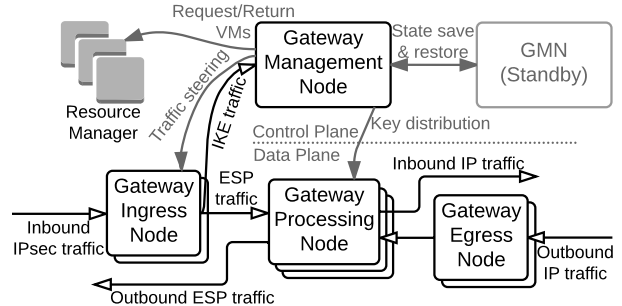 Request/Return
VMs
Gateway
Management
Node
State save
& restore
GMN
(Standby)
Resource
Manager
Traffic steering
IKE traffic
Control Plane
Data Plane
Key distribution
Inbound IP traffic
Gateway
Ingress
Node
ESP
traffic
Gateway
Processing
Node
Gateway
Egress
Node
Inbound
IPsec traffic
Outbound
IP traffic
Outbound ESP traffic